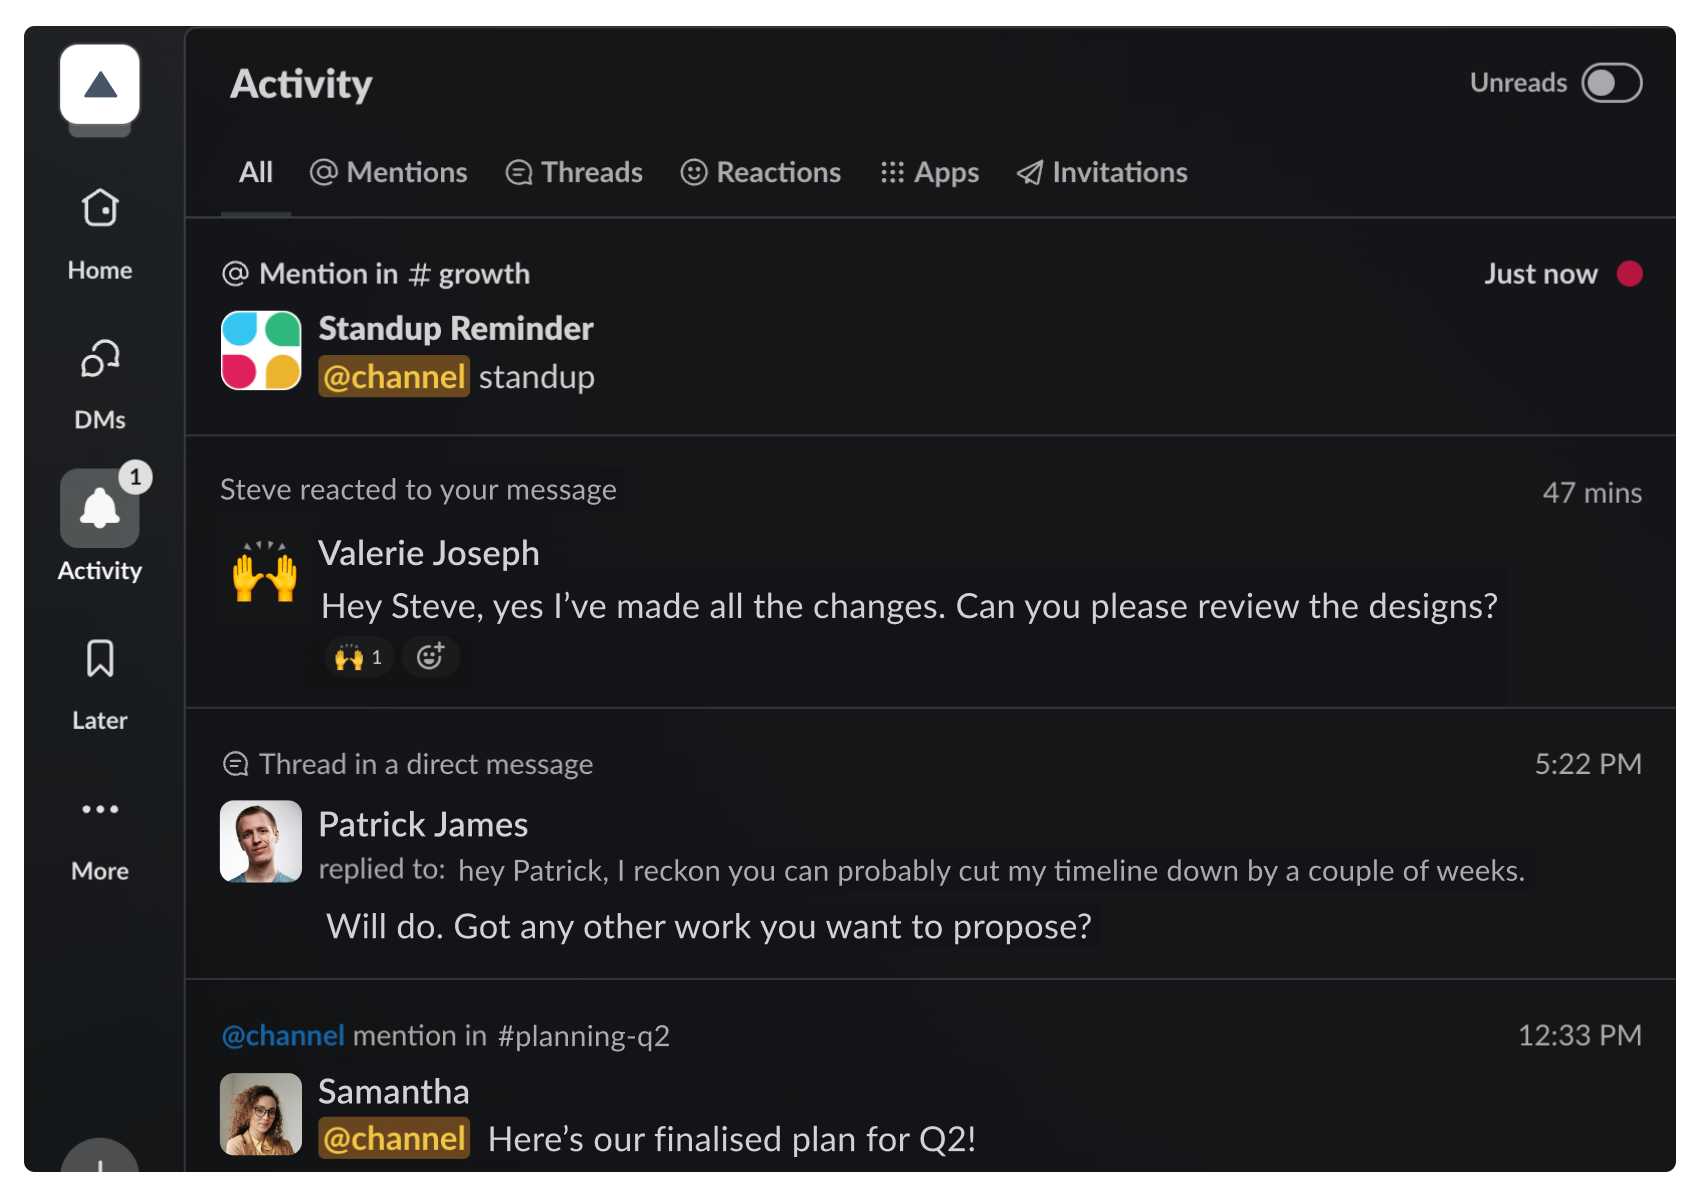 Activity
Unreads
All Mentions Threads Reactions Apps Invitations
Home
DMs
1
Activity
Later
More
Mention in # growth
Just now
Standup Reminder
@channel standup
Steve reacted to your message
47 mins
Valerie Joseph
Hey Steve, yes I’ve made all the changes. Can you please review the designs?
1
Thread in a direct message
5:22 PM
Patrick James
replied to: hey Patrick, I reckon you can probably cut my timeline down by a couple of weeks.
Will do. Got any other work you want to propose?
@channel mention in #planning-q2
12:33 PM
Samantha
@channel Here’s our finalised plan for Q2!